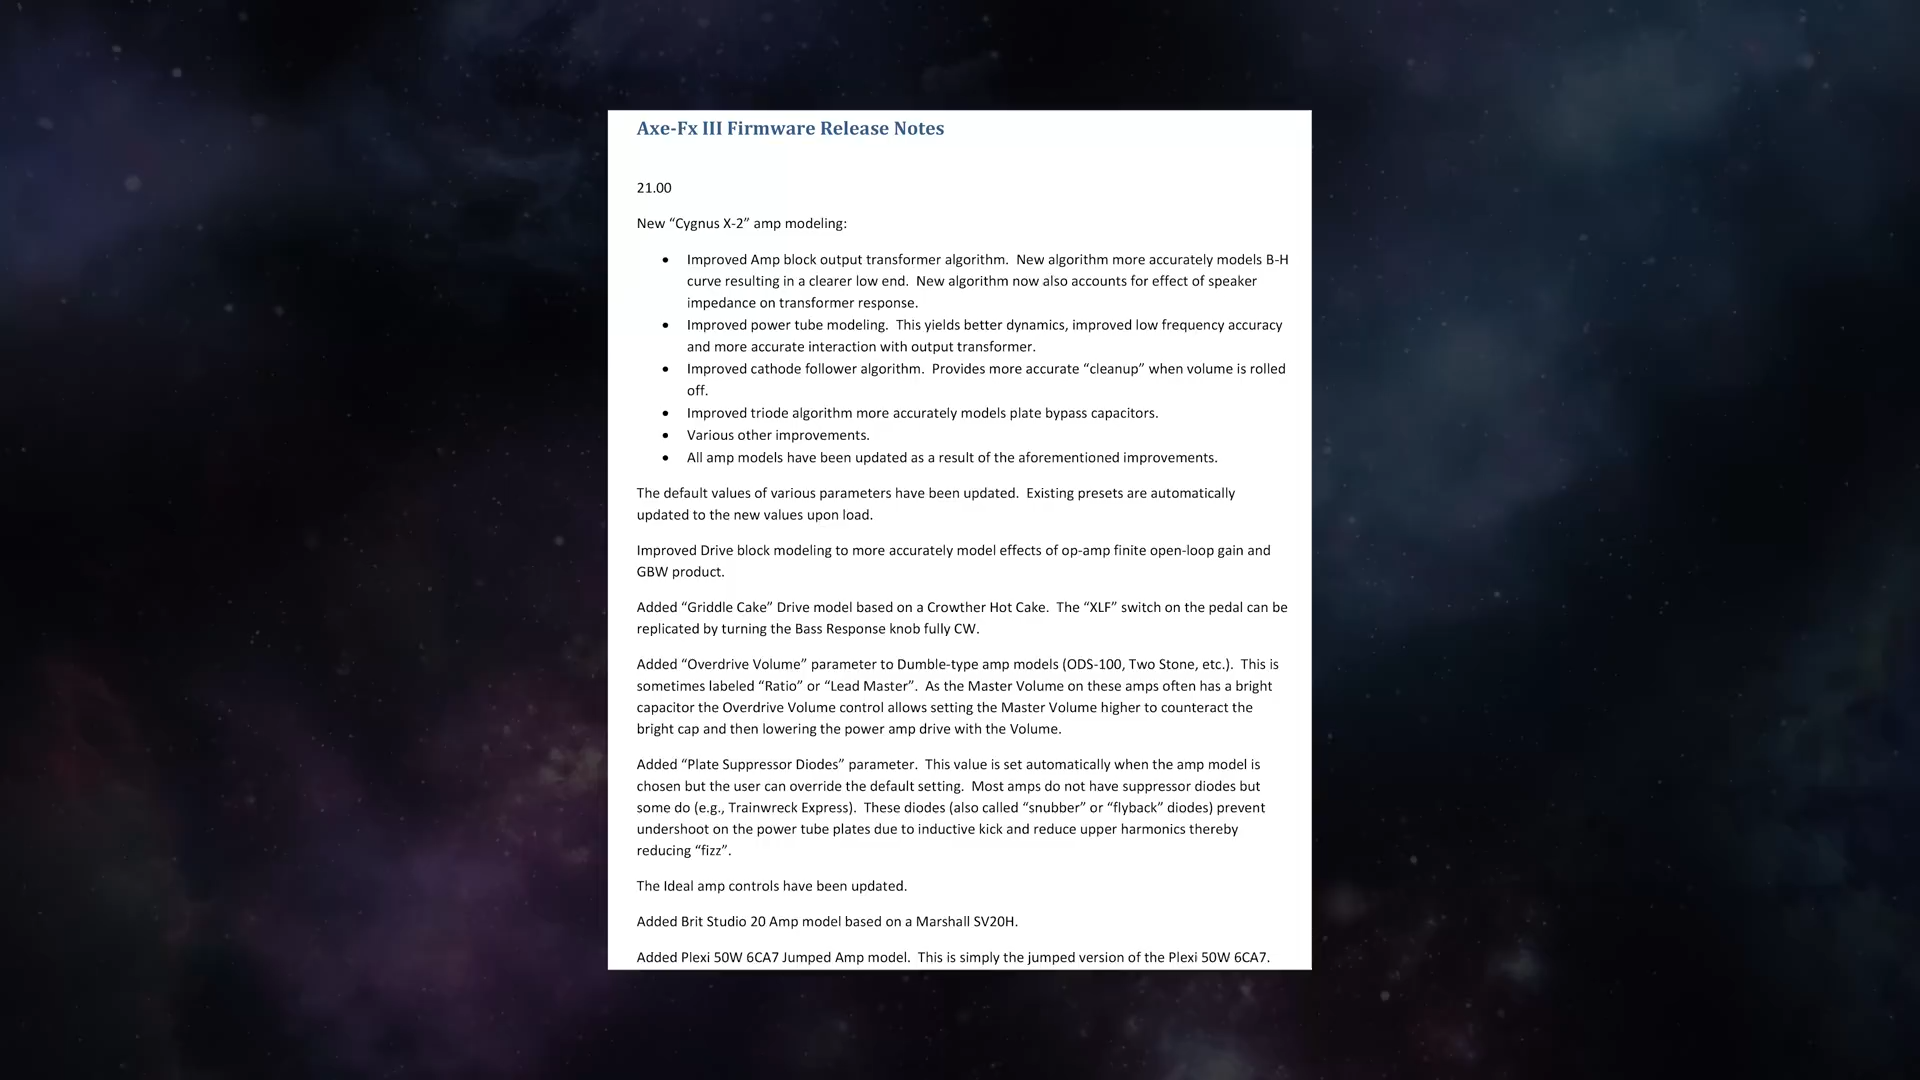 Axe-Fx III Firmware Release Notes
21.00
New “Cygnus X-2” amp modeling:
• Improved Amp block output transformer algorithm.  New algorithm more accurately models B-H
curve resulting in a clearer low end.  New algorithm now also accounts for effect of speaker
impedance on transformer response.
• Improved power tube modeling.  This yields better dynamics, improved low frequency accuracy
and more accurate interaction with output transformer.
• Improved cathode follower algorithm.  Provides more accurate “cleanup” when volume is rolled
off.
• Improved triode algorithm more accurately models plate bypass capacitors.
• Various other improvements.
• All amp models have been updated as a result of the aforementioned improvements.
The default values of various parameters have been updated.  Existing presets are automatically
updated to the new values upon load.
Improved Drive block modeling to more accurately model effects of op-amp finite open-loop gain and
GBW product.
Added “Griddle Cake” Drive model based on a Crowther Hot Cake.  The “XLF” switch on the pedal can be
replicated by turning the Bass Response knob fully CW.
Added “Overdrive Volume” parameter to Dumble-type amp models (ODS-100, Two Stone, etc.).  This is
sometimes labeled “Ratio” or “Lead Master”.  As the Master Volume on these amps often has a bright
capacitor the Overdrive Volume control allows setting the Master Volume higher to counteract the
bright cap and then lowering the power amp drive with the Volume.
Added “Plate Suppressor Diodes” parameter.  This value is set automatically when the amp model is
chosen but the user can override the default setting.  Most amps do not have suppressor diodes but
some do (e.g., Trainwreck Express).  These diodes (also called “snubber” or “flyback” diodes) prevent
undershoot on the power tube plates due to inductive kick and reduce upper harmonics thereby
reducing “fizz”.
The Ideal amp controls have been updated.
Added Brit Studio 20 Amp model based on a Marshall SV20H.
Added Plexi 50W 6CA7 Jumped Amp model.  This is simply the jumped version of the Plexi 50W 6CA7.